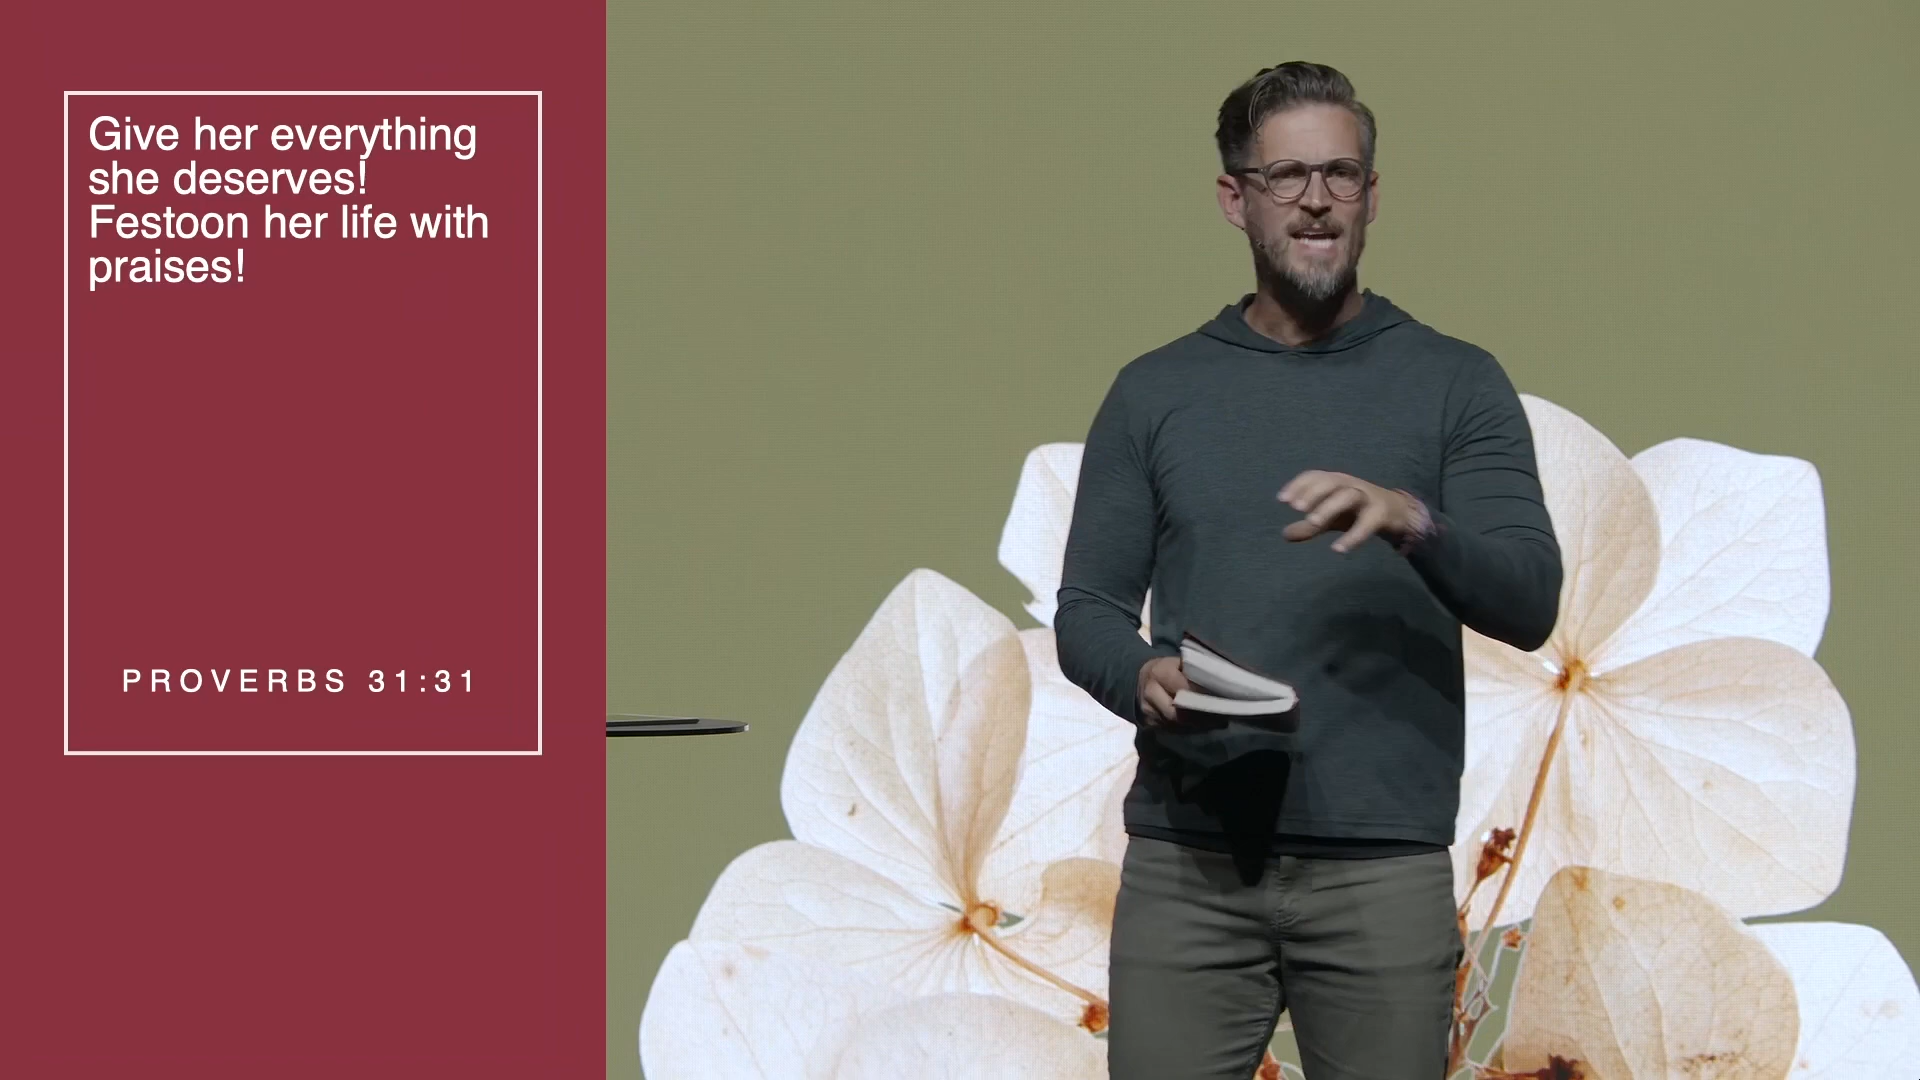 Give her everything
she deserves!
Festoon her life with
praises!
PROVERBS 31:31